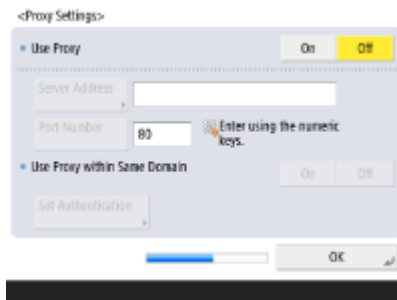 <Proxy Settings>
Use Proxy
On
Off
Server Address
Port Number
80
Enter using the numeric
keys.
Use Proxy within Same Domain
On
Off
Set Authentication
OK